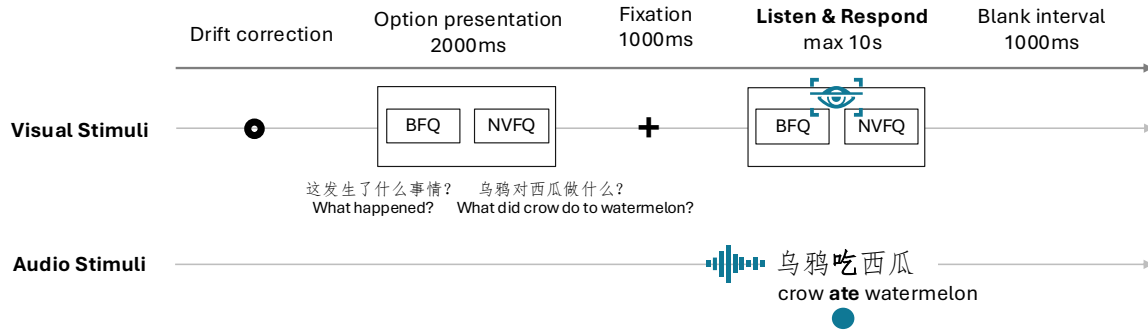 Drift correction
Option presentation
2000ms
Fixation
1000ms
Listen & Respond
max 10s
Blank interval
1000ms
Visual Stimuli
BFQ
NVFQ
BFQ
NVFQ
这发生了什么事情?
What happened?
乌鸦对西瓜做什么?
What did crow do to watermelon?
Audio Stimuli
乌鸦吃西瓜
crow ate watermelon